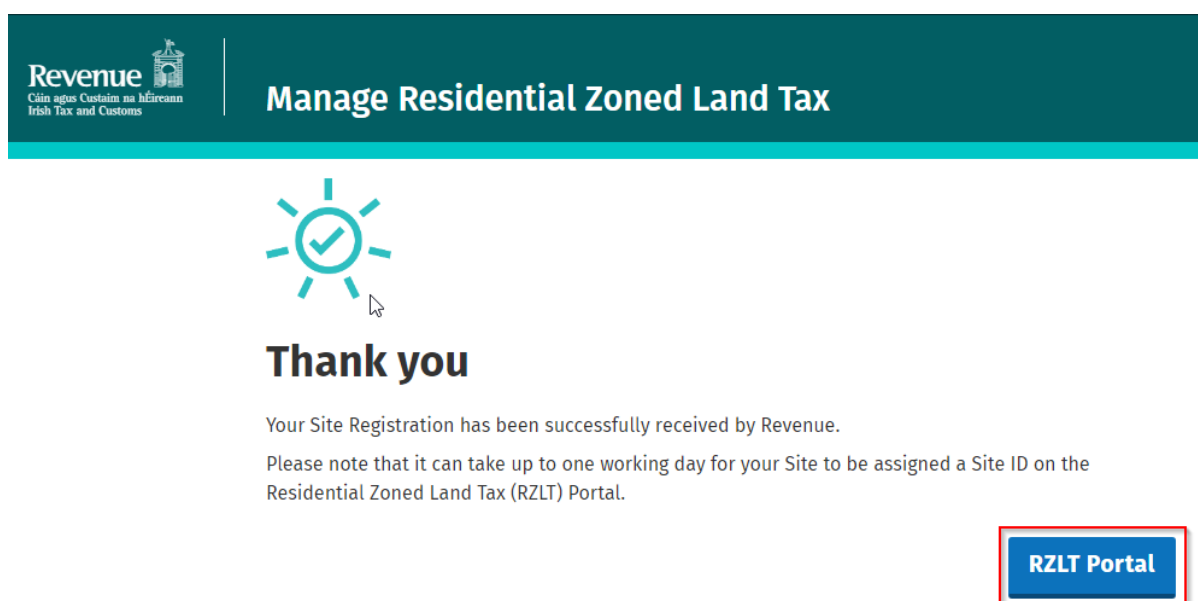 Revenue
Cáin agus Custaim na hÉireann
Irish Tax and Customs
Manage Residential Zoned Land Tax
Thank you
Your Site Registration has been successfully received by Revenue.
Please note that it can take up to one working day for your Site to be assigned a Site ID on the
Residential Zoned Land Tax (RZLT) Portal.
RZLT Portal